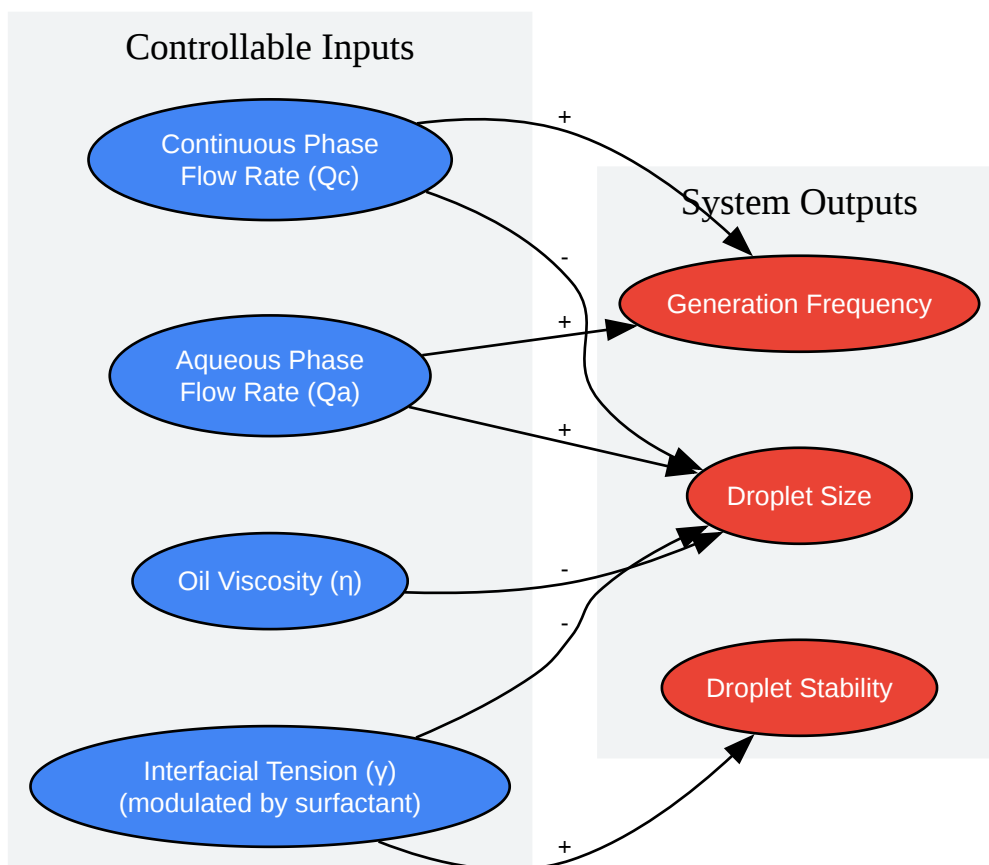 Controllable Inputs
Continuous Phase
Flow Rate (Qc)
+
System Outputs
-
Generation Frequency
+
Aqueous Phase
Flow Rate (Qa)
+
Droplet Size
-
Oil Viscosity (η)
-
Droplet Stability
Interfacial Tension (γ)
(modulated by surfactant)
+